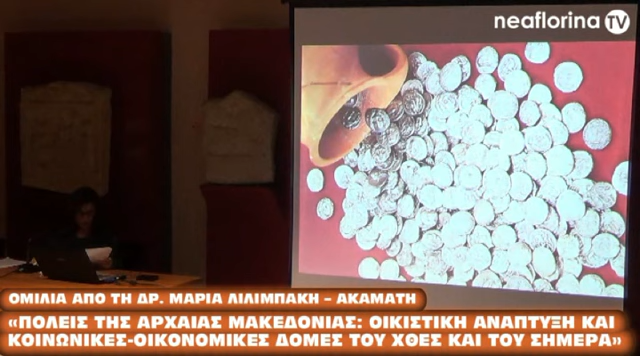 neaflorina TV
ΟΜΙΛΙΑ ΑΠΟ ΤΗ ΔΡ. ΜΑΡΙΑ ΛΙΛΙΜΠΑΚΗ – ΑΚΑΜΑΤΗ
«ΠΟΛΕΙΣ ΤΗΣ ΑΡΧΑΙΑΣ ΜΑΚΕΔΟΝΙΑΣ: ΟΙΚΙΣΤΙΚΗ ΑΝΑΠΤΥΞΗ ΚΑΙ
ΚΟΙΝΩΝΙΚΕΣ-ΟΙΚΟΝΟΜΙΚΕΣ ΔΟΜΕΣ ΤΟΥ ΧΘΕΣ ΚΑΙ ΤΟΥ ΣΗΜΕΡΑ»